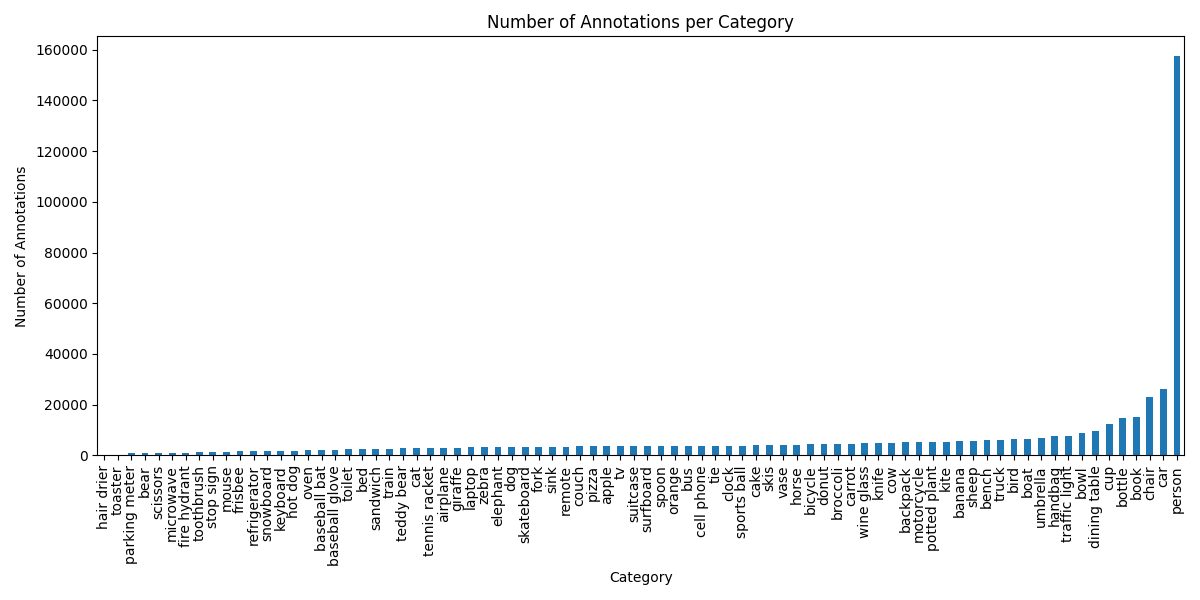 Number of Annotations per Category
Number of Annotations
160000
140000
120000
100000
80000
60000
40000
20000
0
hair drier
toaster
parking meter
bear
scissors
microwave
fire hydrant
toothbrush
stop sign
mouse
frisbee
refrigerator
snowboard
keyboard
hot dog
oven
baseball bat
baseball glove
toilet
bed
sandwich
train
teddy bear
cat
tennis racket
airplane
giraffe
laptop
zebra
elephant
dog
skateboard
fork
sink
remote
couch
pizza
apple
tv
suitcase
surfboard
spoon
orange
bus
cell phone
tie
clock
sports ball
cake
skis
vase
horse
bicycle
donut
broccoli
carrot
wine glass
knife
cow
backpack
motorcycle
potted plant
kite
banana
sheep
bench
truck
bird
boat
umbrella
handbag
traffic light
bowl
dining table
cup
bottle
book
chair
car
person
Category